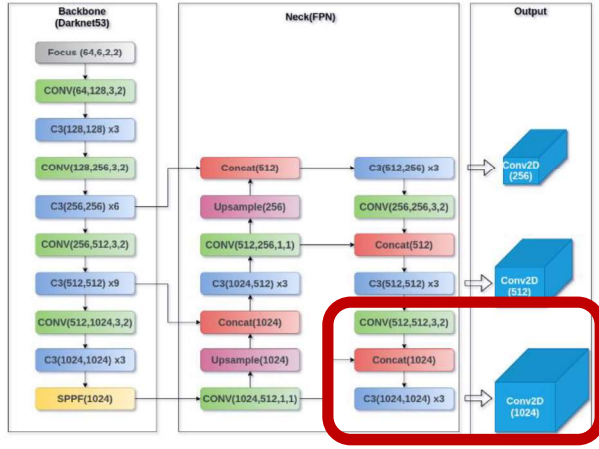 Backbone
(Darknet53)
Focus (64,6,2,2)
CONV(64,128,3,2)
C3(128,128) x3
CONV(128,256,3,2)
C3(256,256) x6
CONV(256,512,3,2)
C3(512,512) x9
CONV(512,1024,3,2)
C3(1024,1024) x3
SPPF(1024)
Neck(FPN)
Concat(512)
Upsample(256)
CONV(512,256,1,1)
C3(1024,512) x3
Concat(1024)
Upsample(1024)
CONV(1024,512,1,1)
C3(512,256) x3
CONV(256,256,3,2)
Concat(512)
C3(512,512) x3
CONV(512,512,3,2)
Concat(1024)
C3(1024,1024) x3
Output
Conv2D
(256)
Conv2D
(512)
Conv2D
(1024)